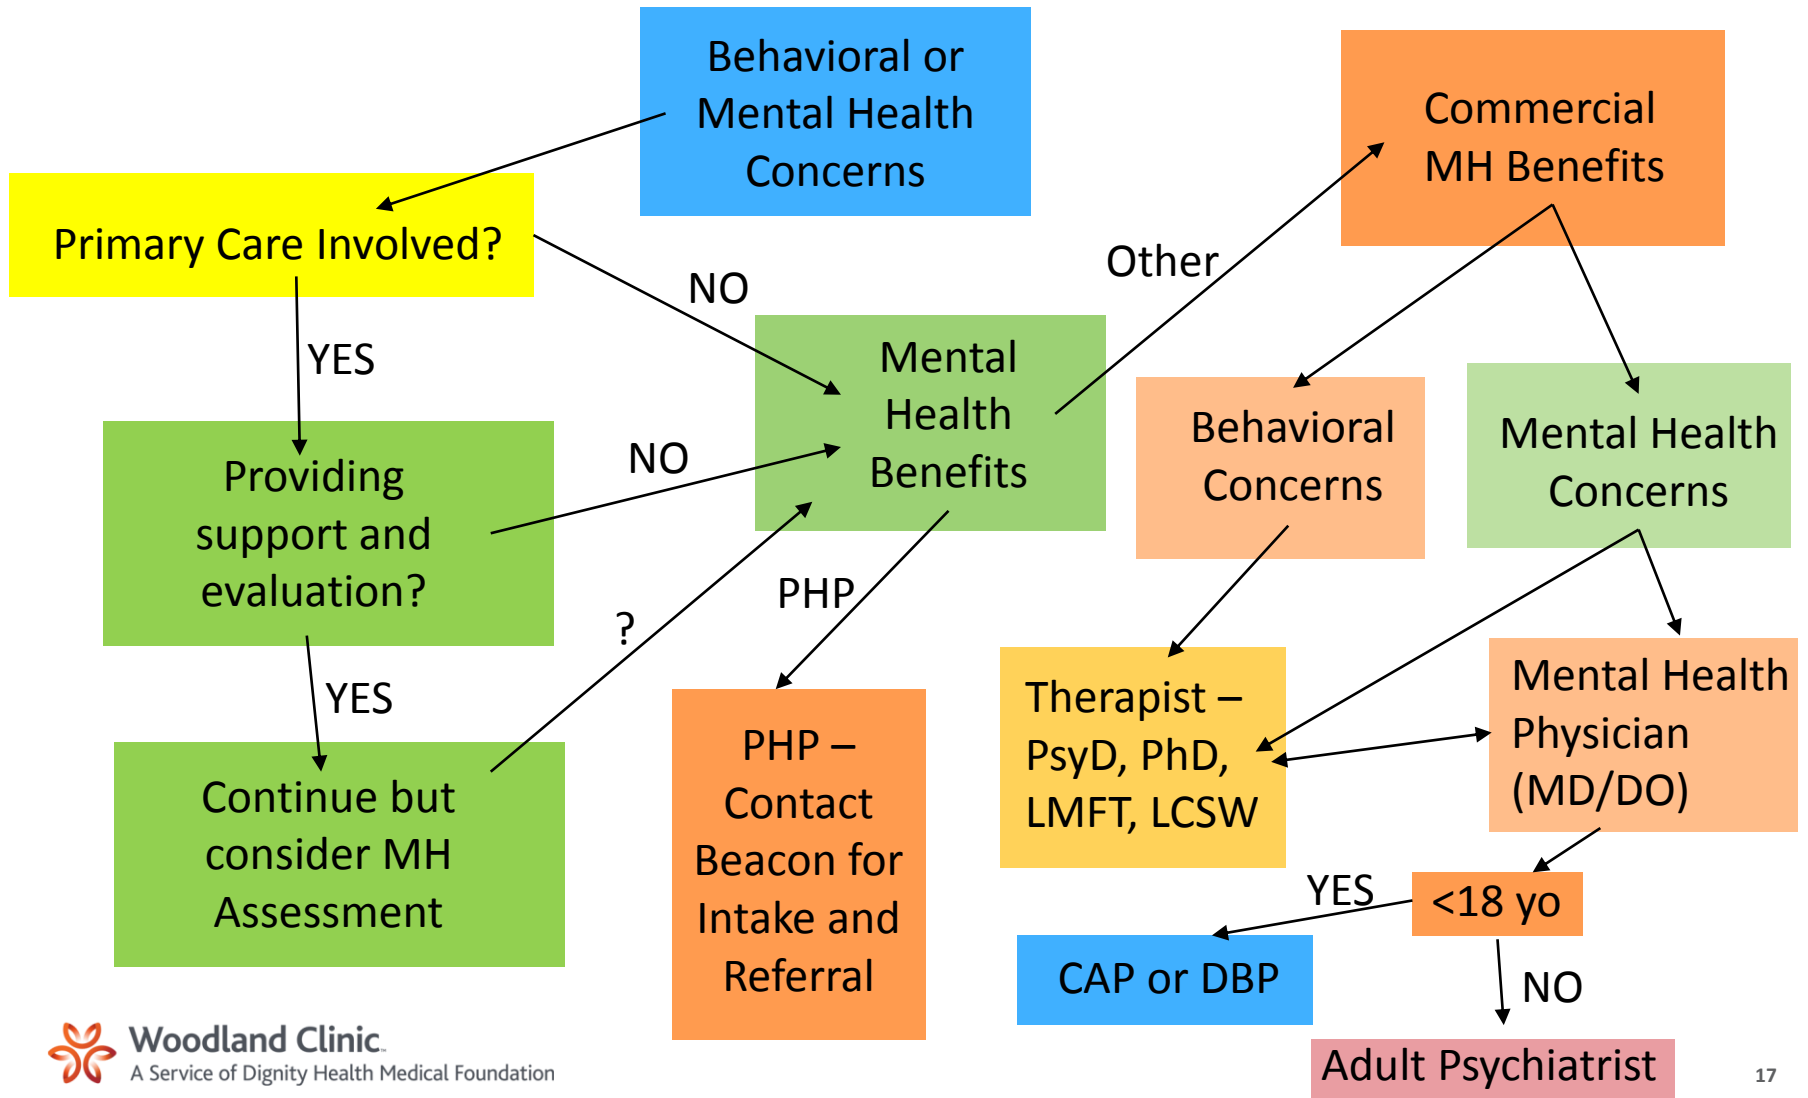 Behavioral or
Mental Health
Concerns
Commercial
MH Benefits
Primary Care Involved?
NO
Other
YES
Mental
Health
Benefits
Behavioral
Concerns
Mental Health
Concerns
Providing
support and
evaluation?
NO
?
PHP
YES
Continue but
consider MH
Assessment
PHP –
Contact
Beacon for
Intake and
Referral
Therapist –
PsyD, PhD,
LMFT, LCSW
Mental Health
Physician
(MD/DO)
YES
<18 yo
CAP or DBP
NO
Adult Psychiatrist
Woodland Clinic™
A Service of Dignity Health Medical Foundation
17